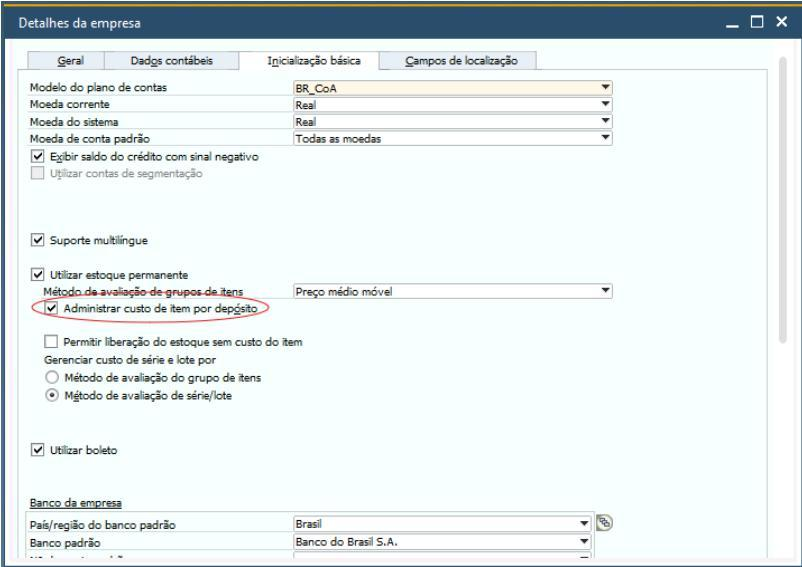 Detalhes da empresa
Geral Dados contábeis Inicialização básica Campos de localização
Modelo do plano de contas BR_CoA
Moeda corrente Real
Moeda do sistema Real
Moeda de conta padrão Todas as moedas
Exibir saldo do crédito com sinal negativo
Utilizar contas de segmentação
Suporte multilíngue
Utilizar estoque permanente
Método de avaliação de grupos de itens Preço médio móvel
Administrar custo de item por depósito
Permitir liberação do estoque sem custo do item
Gerenciar custo de série e lote por
Método de avaliação do grupo de itens
Método de avaliação de série/lote
Utilizar boleto
Banco da empresa
País/região do banco padrão Brasil
Banco padrão Banco do Brasil S.A.